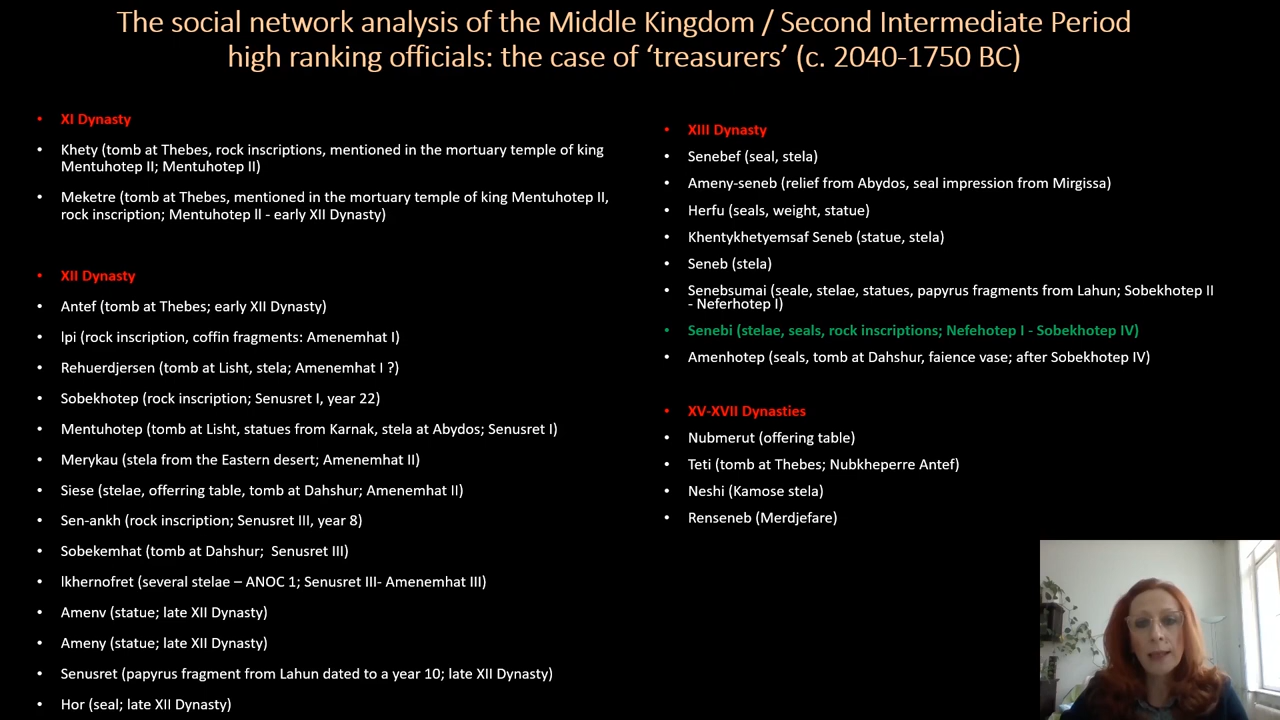 The social network analysis of the Middle Kingdom / Second Intermediate Period
high ranking officials: the case of ‘treasurers’ (c. 2040-1750 BC)
• XI Dynasty
• Khety (tomb at Thebes, rock inscriptions, mentioned in the mortuary temple of king
Mentuhotep II; Mentuhotep II)
• Meketre (tomb at Thebes, mentioned in the mortuary temple of king Mentuhotep II,
rock inscription; Mentuhotep II - early XII Dynasty)
• XII Dynasty
• Antef (tomb at Thebes; early XII Dynasty)
• Ipi (rock inscription, coffin fragments: Amenemhat I)
• Rehuerdjersen (tomb at Lisht, stela; Amenemhat I ?)
• Sobekhotep (rock inscription; Senusret I, year 22)
• Mentuhotep (tomb at Lisht, statues from Karnak, stela at Abydos; Senusret I)
• Merykau (stela from the Eastern desert; Amenemhat II)
• Siese (stelae, offerring table, tomb at Dahshur; Amenemhat II)
• Sen-ankh (rock inscription; Senusret III, year 8)
• Sobekemhat (tomb at Dahshur; Senusret III)
• Ikhernofret (several stelae – ANOC 1; Senusret III- Amenemhat III)
• Amenv (statue; late XII Dynasty)
• Ameny (statue; late XII Dynasty)
• Senusret (papyrus fragment from Lahun dated to a year 10; late XII Dynasty)
• Hor (seal; late XII Dynasty)
• XIII Dynasty
• Senebef (seal, stela)
• Ameny-seneb (relief from Abydos, seal impression from Mirgissa)
• Herfu (seals, weight, statue)
• Khentykhetyemsaf Seneb (statue, stela)
• Seneb (stela)
• Senebsumai (seale, stelae, statues, papyrus fragments from Lahun; Sobekhotep II
- Neferhotep I)
• Senebi (stelae, seals, rock inscriptions; Nefehotep I - Sobekhotep IV)
• Amenhotep (seals, tomb at Dahshur, faience vase; after Sobekhotep IV)
• XV-XVII Dynasties
• Nubmerut (offering table)
• Teti (tomb at Thebes; Nubkheperre Antef)
• Neshi (Kamose stela)
• Renseneb (Merdjefare)